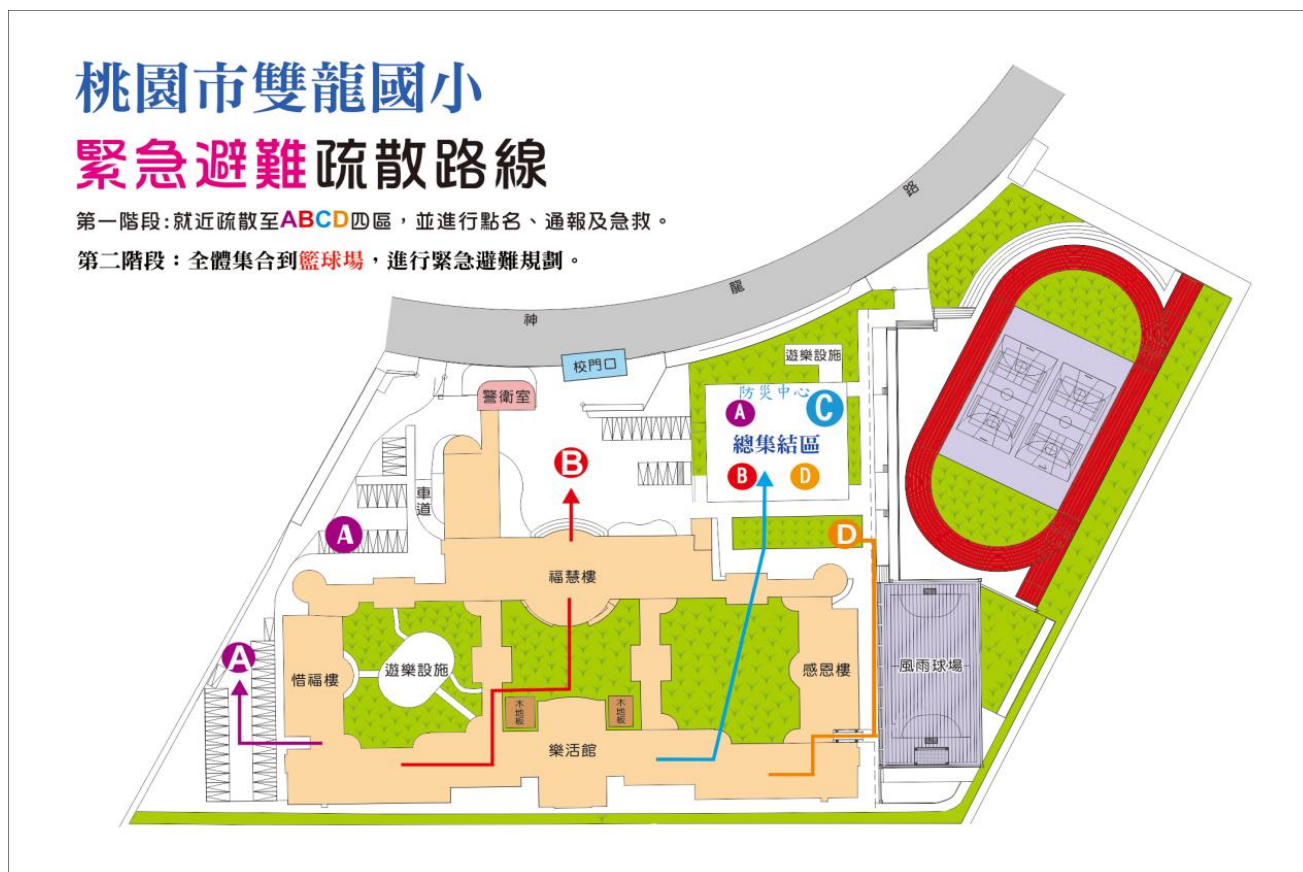 桃園市雙龍國小
緊急避難疏散路線
第一階段:就近疏散至ABCD四區，並進行點名、通報及急救。
第二階段：全體集合到籃球場，進行緊急避難規劃。
路
龍
神
校門口
遊樂設施
警衛室
防災中心
A
C
總集結區
B
B
D
車道
A
D
福慧樓
A
惜福樓
遊樂設施
感恩樓
風雨球場
木地板
木地板
樂活館